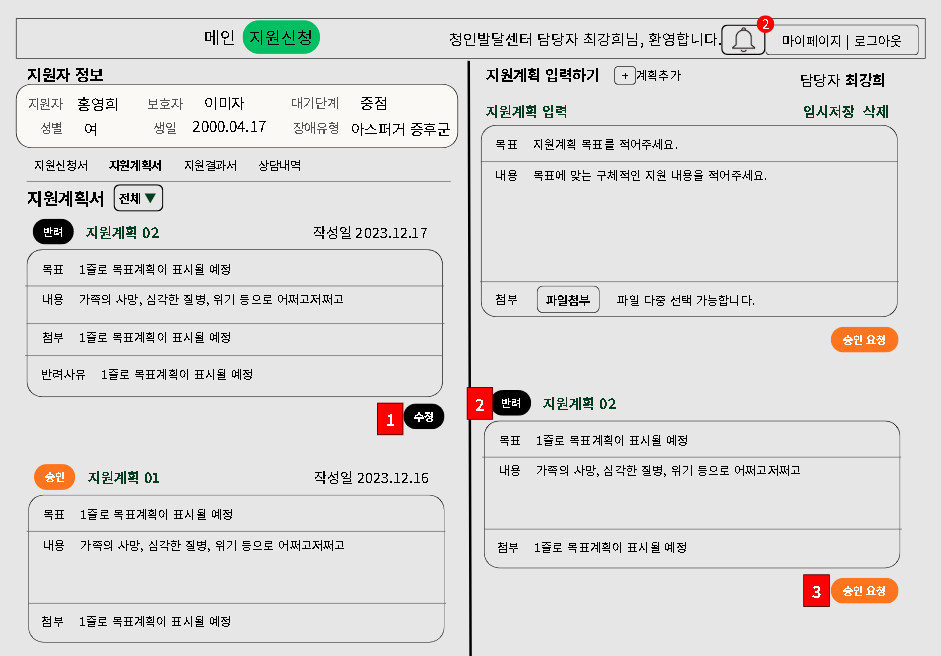 메인 지원신청
정인발달센터 담당자 최강희님, 환영합니다.
2
마이페이지 | 로그아웃
지원자 정보
지원자 홍영희 보호자 이미자 대기단계 중점
성별 여 생일 2000.04.17 장애유형 아스퍼거 증후군
지원신청서 지원계획서 지원결과서 상담내역
지원계획서 전체 ▼
반려 지원계획 02 작성일 2023.12.17
목표 1줄로 목표계획이 표시될 예정
내용 가족의 사망, 심각한 질병, 위기 등으로 어쩌고저쩌고
첨부 1줄로 목표계획이 표시될 예정
반려사유 1줄로 목표계획이 표시될 예정
1 수정
승인 지원계획 01 작성일 2023.12.16
목표 1줄로 목표계획이 표시될 예정
내용 가족의 사망, 심각한 질병, 위기 등으로 어쩌고저쩌고
첨부 1줄로 목표계획이 표시될 예정
지원계획 입력하기 + 계획추가
담당자 최강희
지원계획 입력 임시저장 삭제
목표 지원계획 목표를 적어주세요.
내용 목표에 맞는 구체적인 지원 내용을 적어주세요.
첨부 파일첨부 파일 다중 선택 가능합니다.
승인 요청
2 반려 지원계획 02
목표 1줄로 목표계획이 표시될 예정
내용 가족의 사망, 심각한 질병, 위기 등으로 어쩌고저쩌고
첨부 1줄로 목표계획이 표시될 예정
3 승인 요청